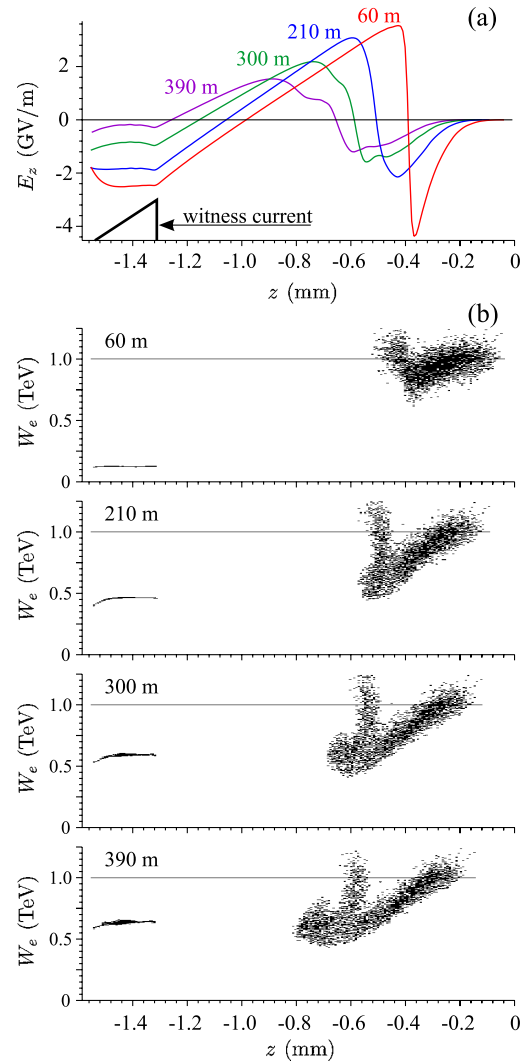 (a)
60 m
210 m
300 m
390 m
2
0
-2
-4
E_z (GV/m)
witness current
-1.4 -1.2 -1.0 -0.8 -0.6 -0.4 -0.2 0.0
z (mm)
(b)
60 m
1.0
0.5
0
W_e (TeV)
210 m
1.0
0.5
0
W_e (TeV)
300 m
1.0
0.5
0
W_e (TeV)
390 m
1.0
0.5
0
W_e (TeV)
-1.4 -1.2 -1.0 -0.8 -0.6 -0.4 -0.2 0
z (mm)